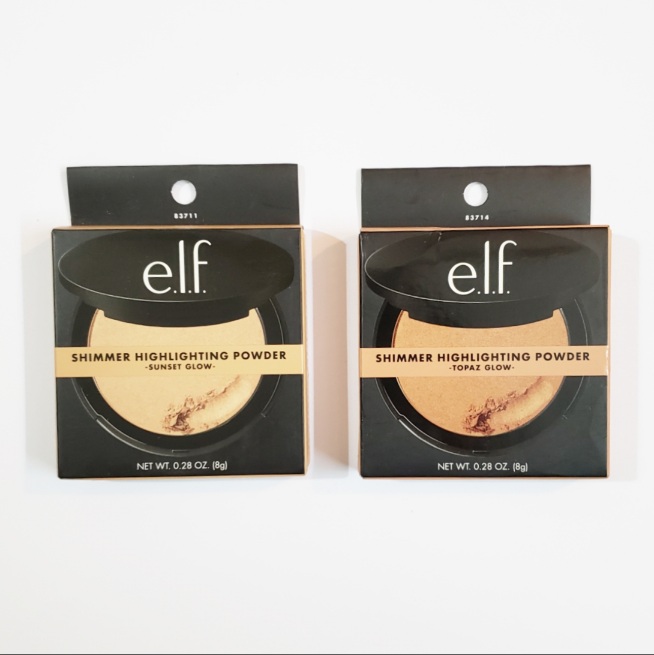 83711
e.l.f.
SHIMMER HIGHLIGHTING POWDER
-SUNSET GLOW-
NET WT. 0.28 OZ. (8g)
83714
e.l.f.
SHIMMER HIGHLIGHTING POWDER
-TOPAZ GLOW-
NET WT. 0.28 OZ. (8g)